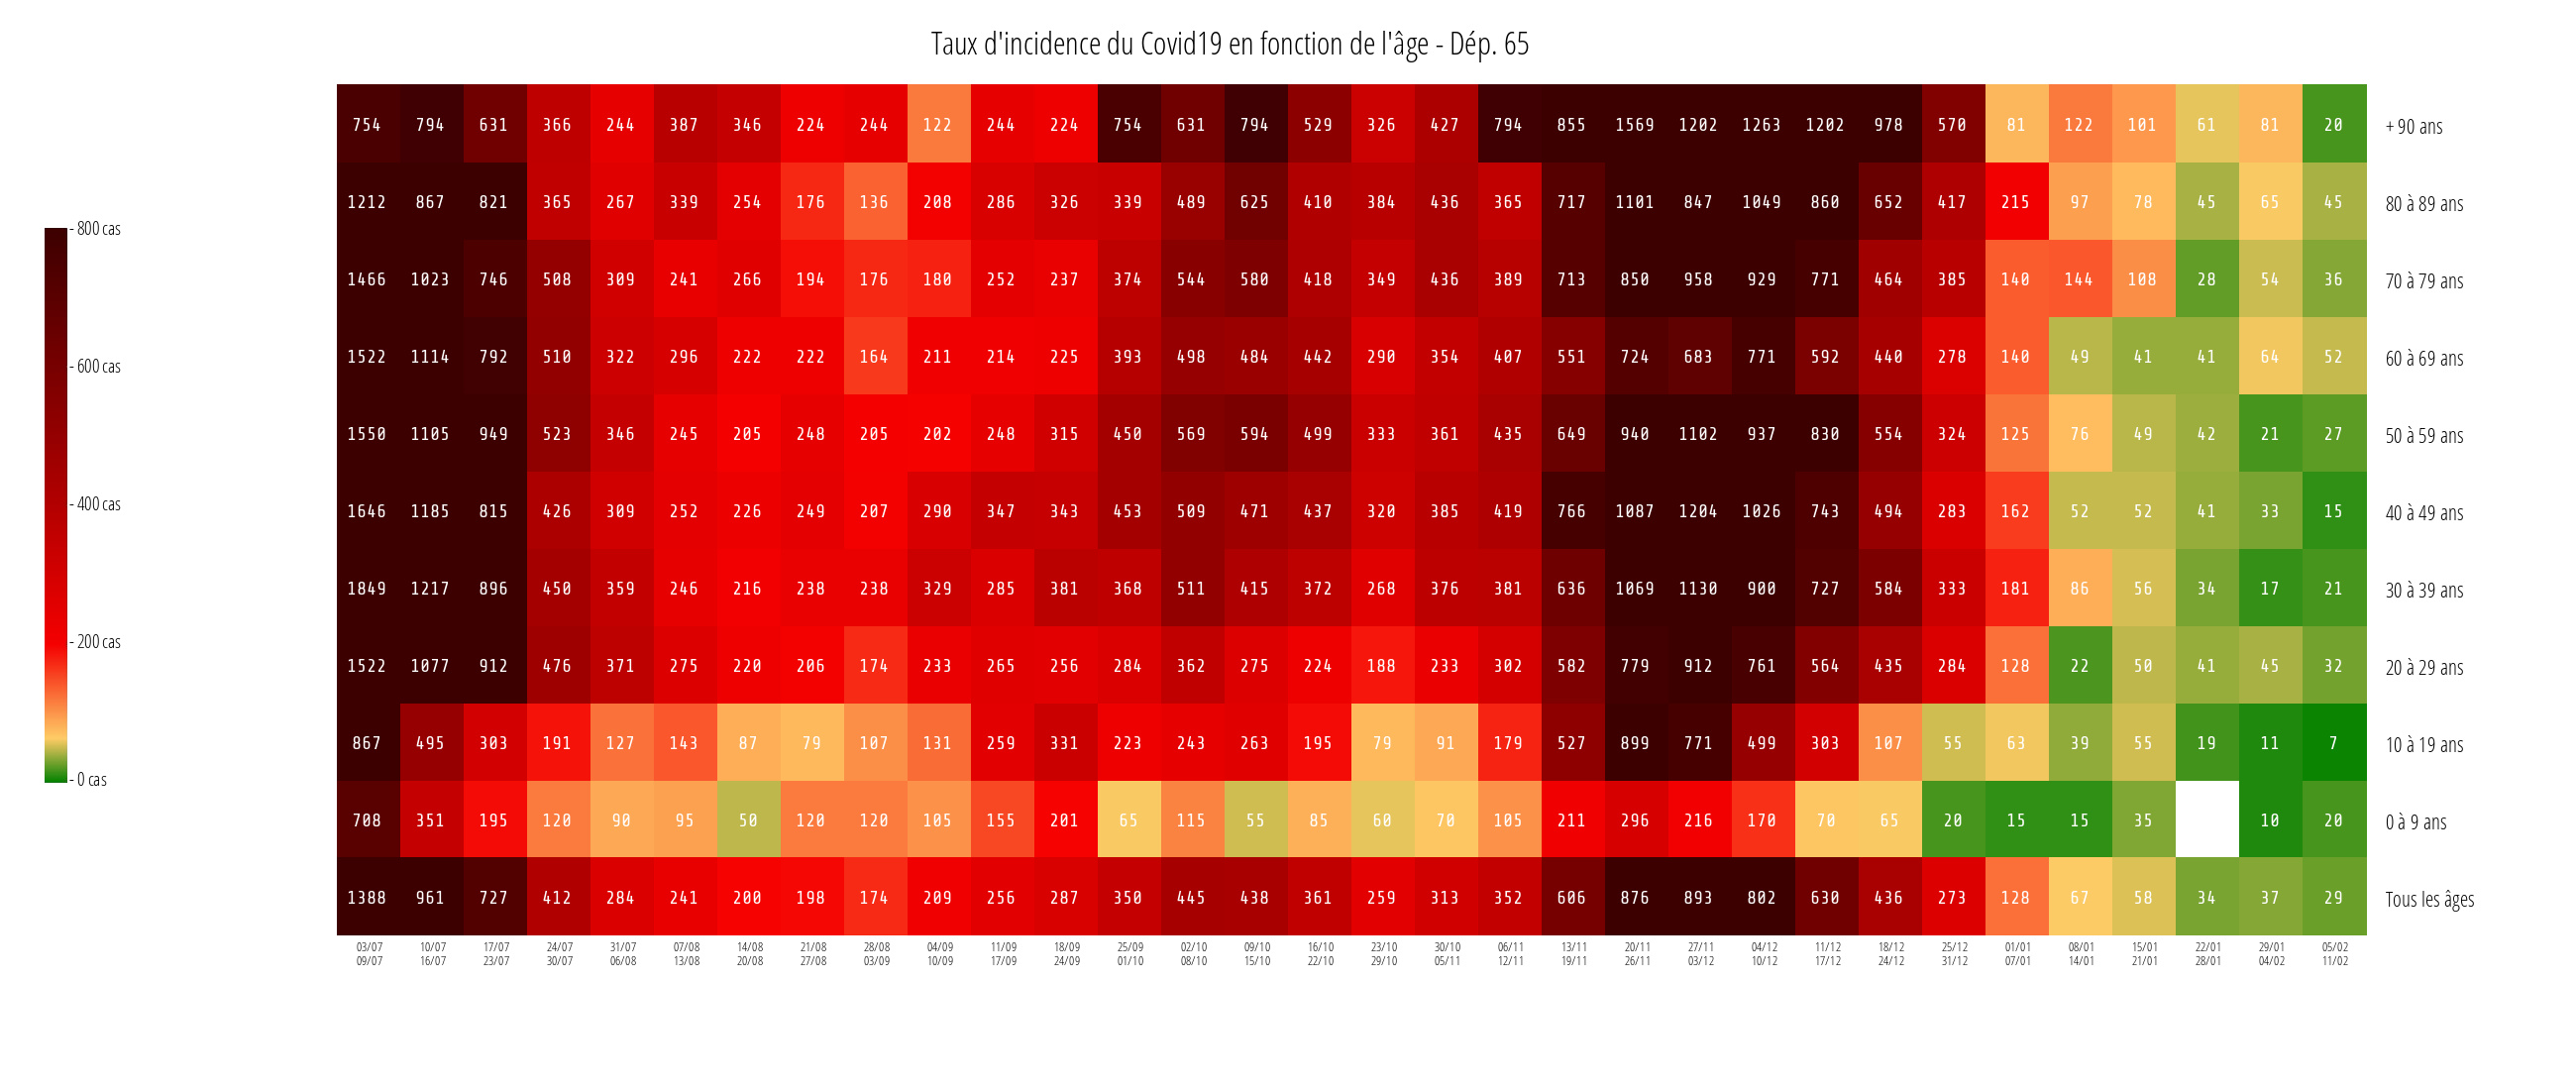 Taux d'incidence du Covid19 en fonction de l'âge - Dép. 65
754 794 631 366 244 387 346 224 244 122 244 224 754 631 794 529 326 427 794 855 1569 1202 1263 1202 978 570 81 122 101 61 81 20 + 90 ans
1212 867 821 365 267 339 254 176 136 208 286 326 339 489 625 410 384 436 365 717 1101 847 1049 860 652 417 215 97 78 45 65 45 80 à 89 ans
- 800 cas
1466 1023 746 508 309 241 266 194 176 180 252 237 374 544 580 418 349 436 389 713 850 958 929 771 464 385 140 144 108 28 54 36 70 à 79 ans
1522 1114 792 510 322 296 222 222 164 211 214 225 393 498 484 442 290 354 407 551 724 683 771 592 440 278 140 49 41 41 64 52 60 à 69 ans
- 600 cas
1550 1105 949 523 346 245 205 248 205 202 248 315 450 569 594 499 333 361 435 649 940 1102 937 830 554 324 125 76 49 42 21 27 50 à 59 ans
- 400 cas
1646 1185 815 426 309 252 226 249 207 290 347 343 453 509 471 437 320 385 419 766 1087 1204 1026 743 494 283 162 52 52 41 33 15 40 à 49 ans
1849 1217 896 450 359 246 216 238 238 329 285 381 368 511 415 372 268 376 381 636 1069 1130 900 727 584 333 181 86 56 34 17 21 30 à 39 ans
- 200 cas
1522 1077 912 476 371 275 220 206 174 233 265 256 284 362 275 224 188 233 302 582 779 912 761 564 435 284 128 22 50 41 45 32 20 à 29 ans
867 495 303 191 127 143 87 79 107 131 259 331 223 243 263 195 79 91 179 527 899 771 499 303 107 55 63 39 55 19 11 7 10 à 19 ans
- 0 cas
708 351 195 120 90 95 50 120 120 105 155 201 65 115 55 85 60 70 105 211 296 216 170 70 65 20 15 15 35 10 20 0 à 9 ans
1388 961 727 412 284 241 200 198 174 209 256 287 350 445 438 361 259 313 352 606 876 893 802 630 436 273 128 67 58 34 37 29 Tous les âges
03/07 10/07 17/07 24/07 31/07 07/08 14/08 21/08 28/08 04/09 11/09 18/09 25/09 02/10 09/10 16/10 23/10 30/10 06/11 13/11 20/11 27/11 04/12 11/12 18/12 25/12 01/01 08/01 15/01 22/01 29/01 05/02
09/07 16/07 23/07 30/07 06/08 13/08 20/08 27/08 03/09 10/09 17/09 24/09 01/10 08/10 15/10 22/10 29/10 05/11 12/11 19/11 26/11 03/12 10/12 17/12 24/12 31/12 07/01 14/01 21/01 28/01 04/02 11/02